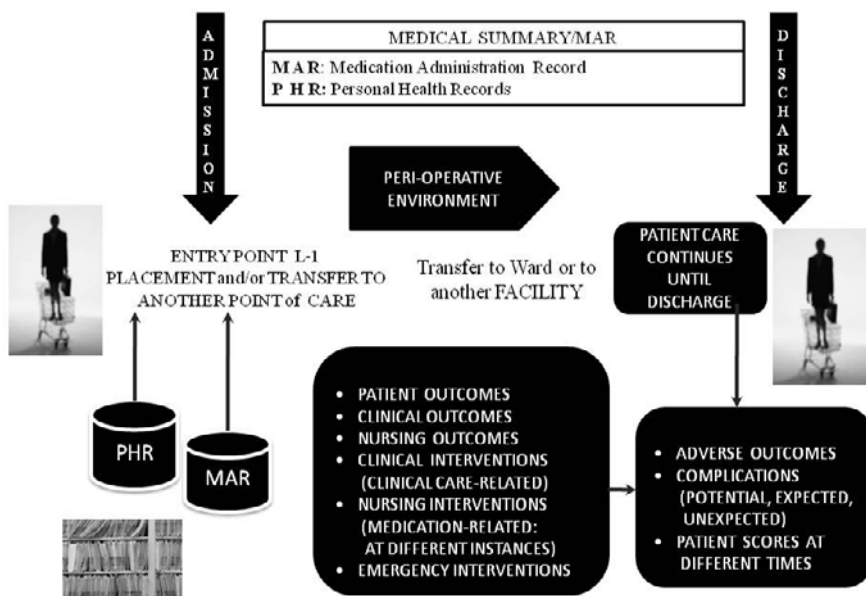 ADMISSION
MEDICAL SUMMARY/MAR
MAR: Medication Administration Record
PHR: Personal Health Records
DISCHARGE
PERI-OPERATIVE
ENVIRONMENT
ENTRY POINT L-1
PLACEMENT and/or TRANSFER TO
ANOTHER POINT of CARE
Transfer to Ward or to
another FACILITY
PATIENT CARE
CONTINUES
UNTIL
DISCHARGE
PHR
MAR
• PATIENT OUTCOMES
• CLINICAL OUTCOMES
• NURSING OUTCOMES
• CLINICAL INTERVENTIONS
(CLINICAL CARE-RELATED)
• NURSING INTERVENTIONS
(MEDICATION-RELATED:
AT DIFFERENT INSTANCES)
• EMERGENCY INTERVENTIONS
• ADVERSE OUTCOMES
• COMPLICATIONS
(POTENTIAL, EXPECTED,
UNEXPECTED)
• PATIENT SCORES AT
DIFFERENT TIMES